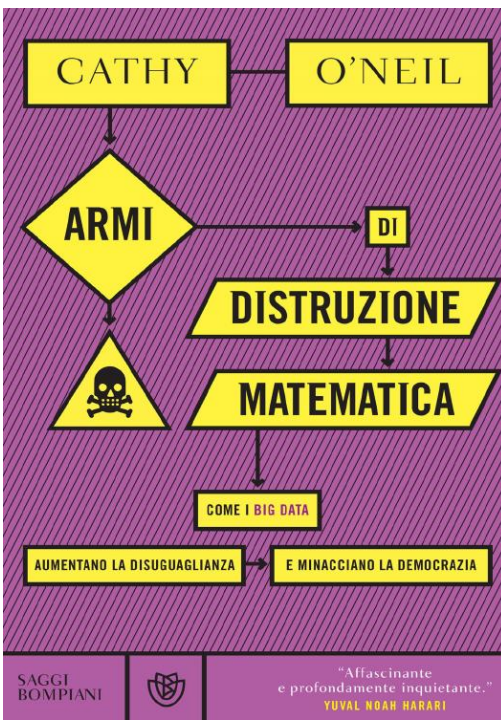 CATHY O'NEIL
ARMI
DI
DISTRUZIONE
MATEMATICA
COME I BIG DATA
AUMENTANO LA DISUGUAGLIANZA
E MINACCIANO LA DEMOCRAZIA
SAGGI
BOMPIANI
“Affascinante
e profondamente inquietante.”
YUVAL NOAH HARARI